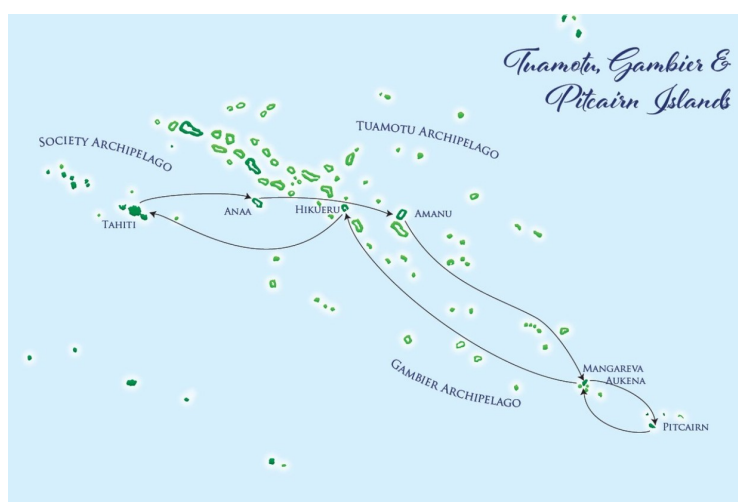 Tuamotu, Gambier &
Pitcairn Islands
TUAMOTU ARCHIPELAGO
SOCIETY ARCHIPELAGO
TAHITI
ANAA
HIKUERU
AMANU
MANGAREVA
AUKENA
GAMBIER ARCHIPELAGO
PITCAIRN